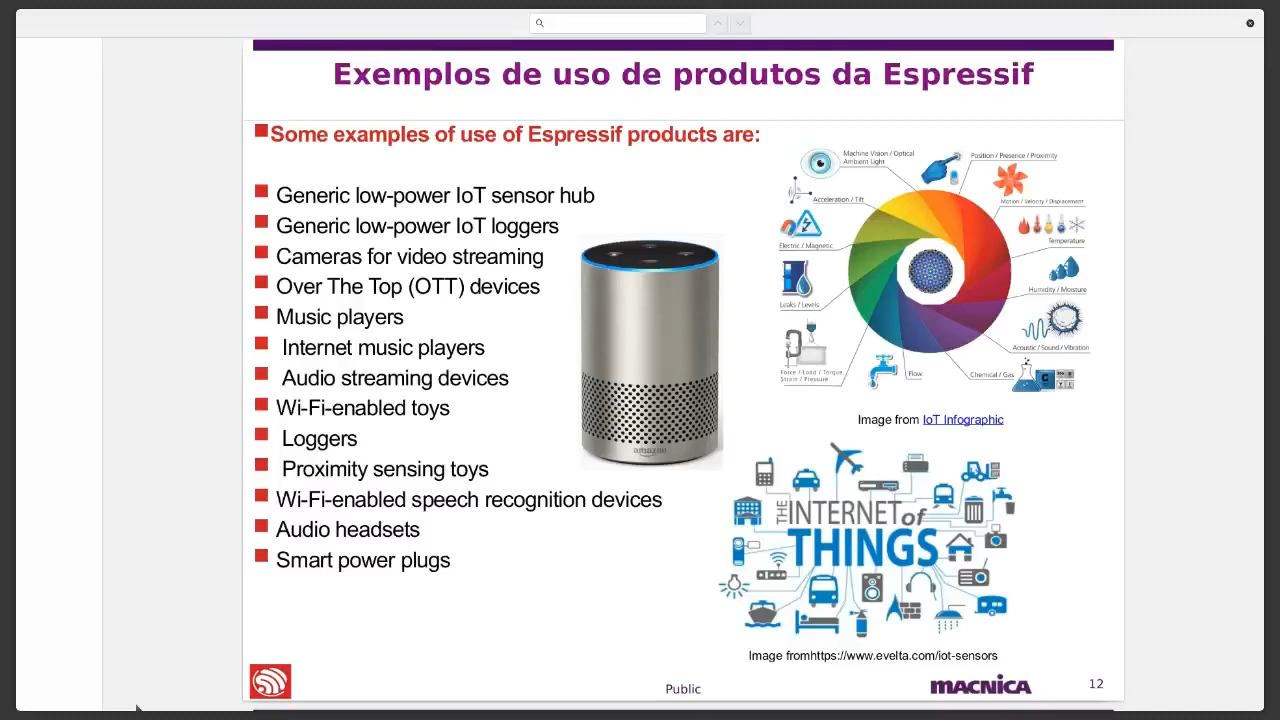 Exemplos de uso de produtos da Espressif
Some examples of use of Espressif products are:
Generic low-power IoT sensor hub
Generic low-power IoT loggers
Cameras for video streaming
Over The Top (OTT) devices
Music players
Internet music players
Audio streaming devices
Wi-Fi-enabled toys
Loggers
Proximity sensing toys
Wi-Fi-enabled speech recognition devices
Audio headsets
Smart power plugs
amazon
Machine Vision / Optical
Ambient Light
Position / Presence / Proximity
Acceleration / Tilt
Motion / Velocity / Displacement
Electric / Magnetic
Temperature
Leaks / Levels
Humidity / Moisture
Acoustic / Sound / Vibration
Force / Load / Torque
Strain / Pressure
Flow
Chemical / Gas
Image from IoT Infographic
THE INTERNET of
THINGS
Image fromhttps://www.evelta.com/iot-sensors
Public
MACNICA
12